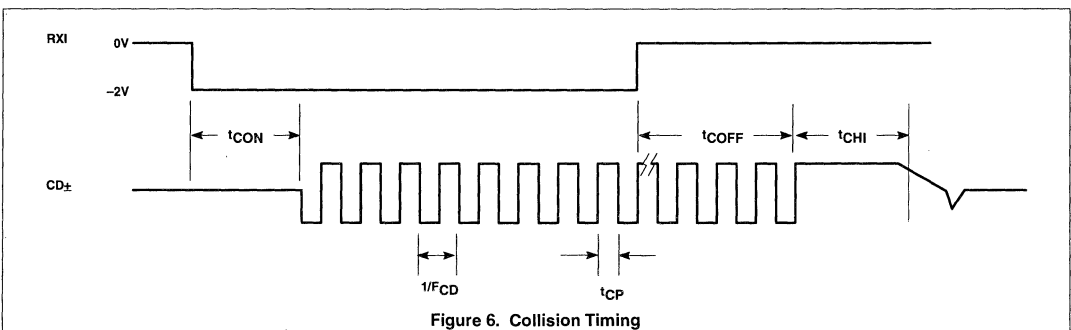 RXI
0V
–2V
tCON
tCOFF
tCHI
CD±
1/FCD
tCP
Figure 6. Collision Timing